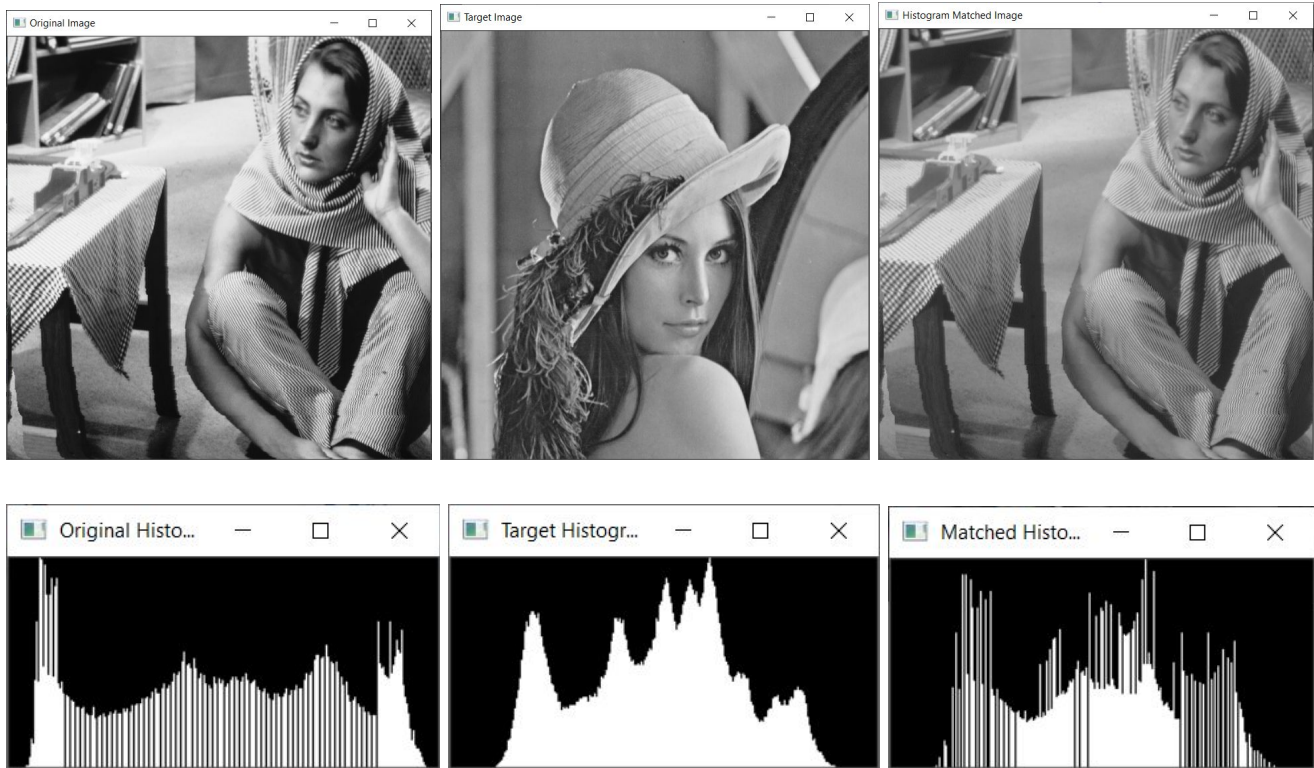 Original Image
Target Image
Histogram Matched Image
Original Histo...
Target Histogr...
Matched Histo...